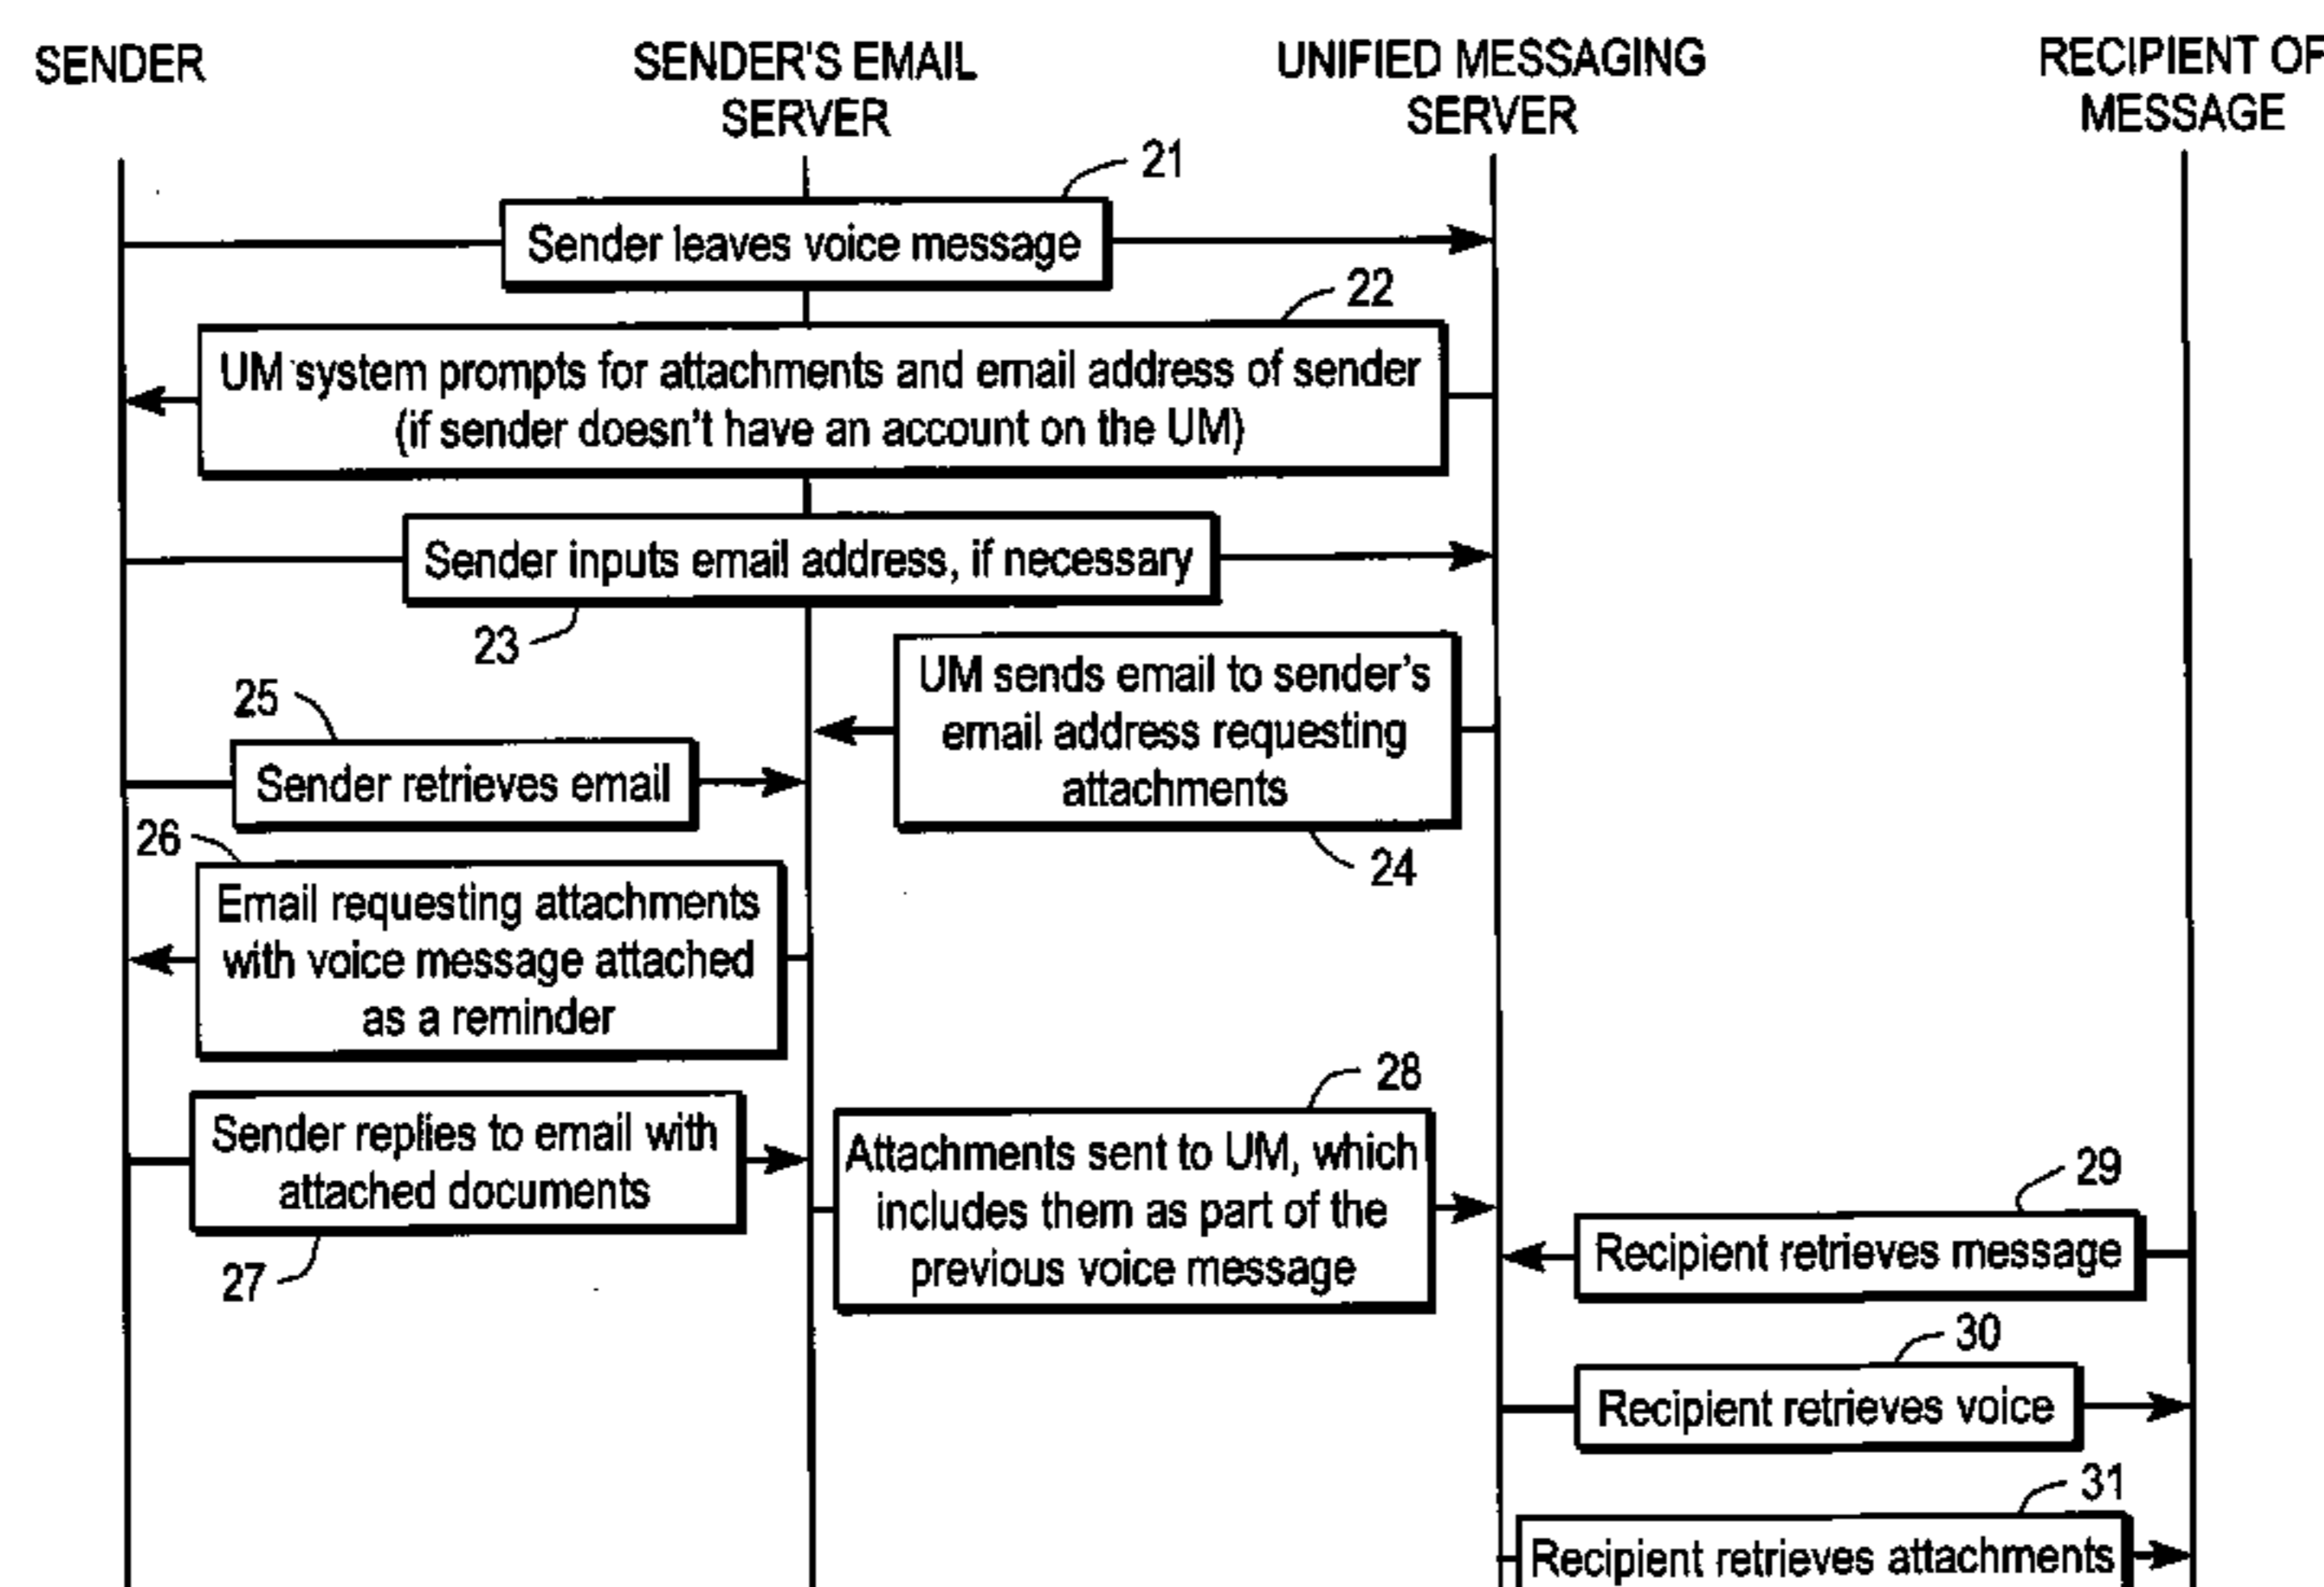 SENDER
SENDER'S EMAIL
SERVER
UNIFIED MESSAGING
SERVER
RECIPIENT OF
MESSAGE
21
Sender leaves voice message
22
UM system prompts for attachments and email address of sender
(if sender doesn't have an account on the UM)
Sender inputs email address, if necessary
23
UM sends email to sender's
email address requesting
attachments
24
25
Sender retrieves email
26
Email requesting attachments
with voice message attached
as a reminder
Sender replies to email with
attached documents
27
28
Attachments sent to UM, which
includes them as part of the
previous voice message
29
Recipient retrieves message
30
Recipient retrieves voice
31
Recipient retrieves attachments